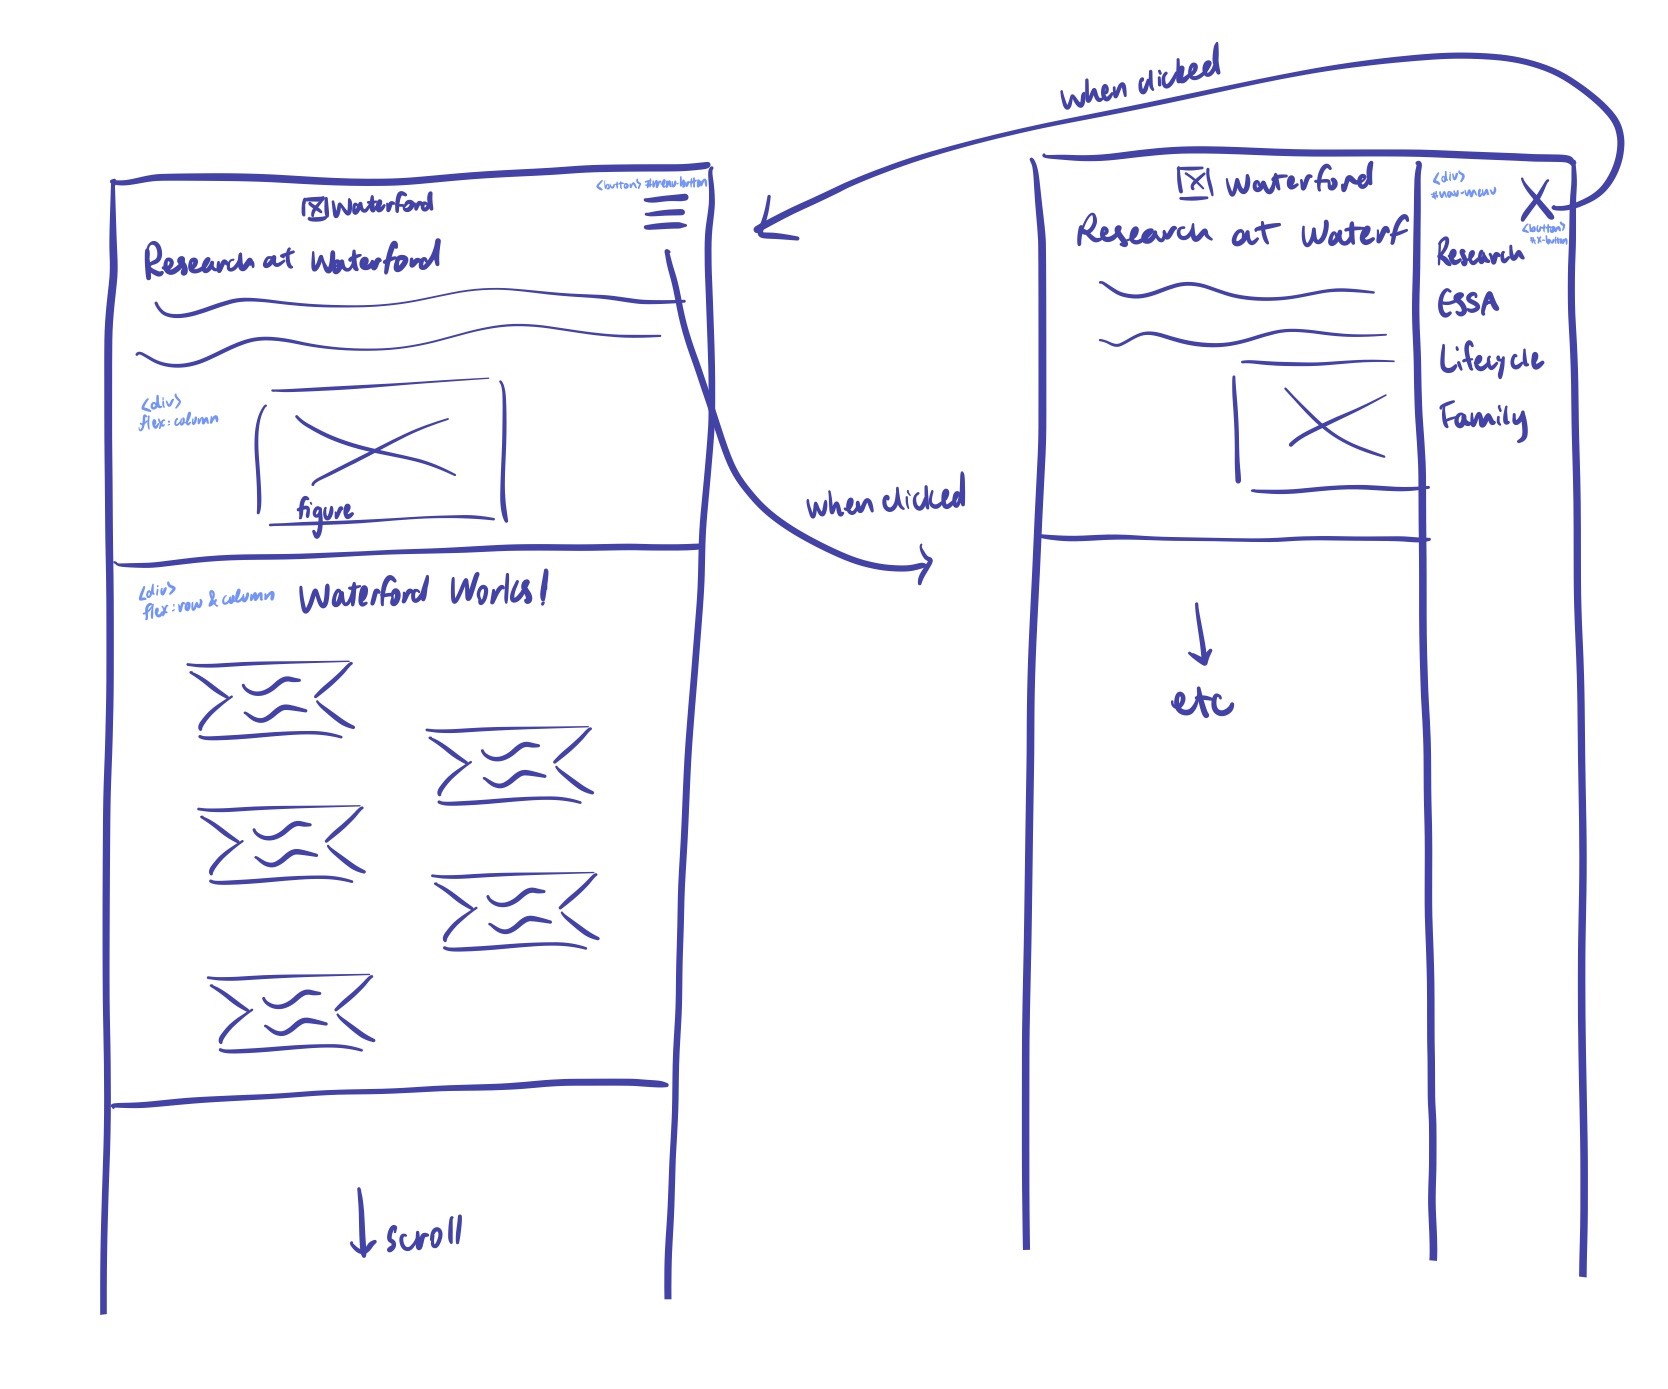 when clicked
<button> #menu-button
Waterford
Research at Waterford
<div>
flex: column
figure
when clicked
<div>
flex: row & column
Waterford Works!
scroll
Waterford
Research at Waterf
etc
<div>
#nav-menu
<button>
#X-button
Research
ESSA
Lifecycle
Family